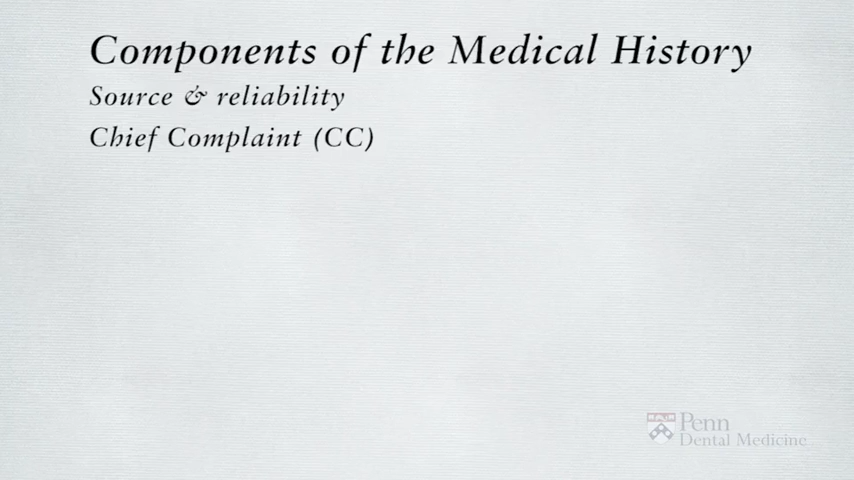 Components of the Medical History
Source & reliability
Chief Complaint (CC)
Penn
Dental Medicine